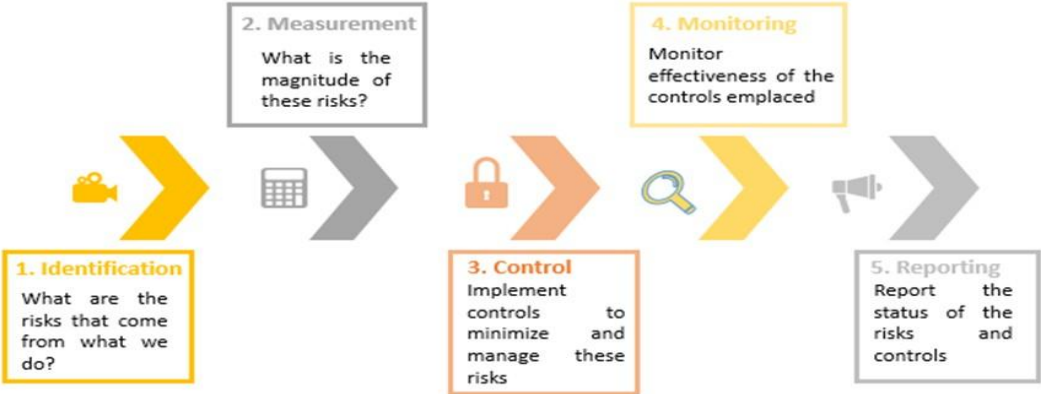 1. Identification
What are the
risks that come
from what we
do?
2. Measurement
What is the
magnitude of
these risks?
3. Control
Implement
controls to
minimize and
manage these
risks
4. Monitoring
Monitor
effectiveness of the
controls emplaced
5. Reporting
Report the
status of the
risks and
controls